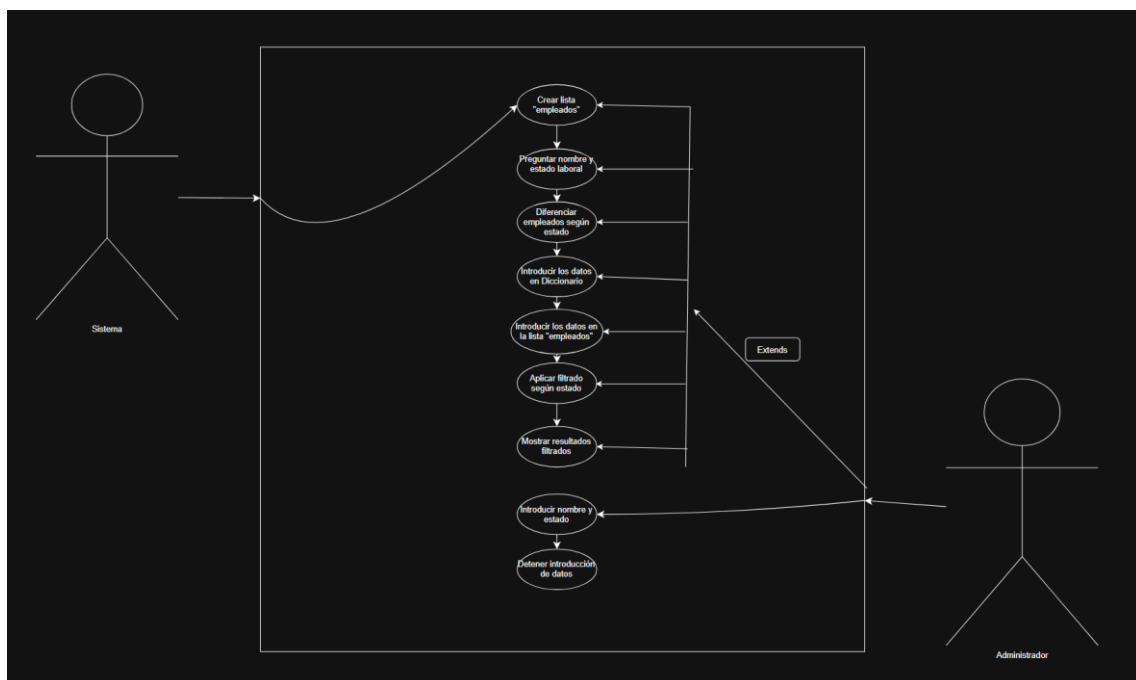 Crear lista
"empleados"
Preguntar nombre y
estado laboral
Diferenciar
empleados según
estado
Introducir los datos
en Diccionario
Introducir los datos en
la lista "empleados"
Aplicar filtrado
según estado
Mostrar resultados
filtrados
Introducir nombre y
estado
Detener introducción
de datos
Sistema
Extends
Administrador